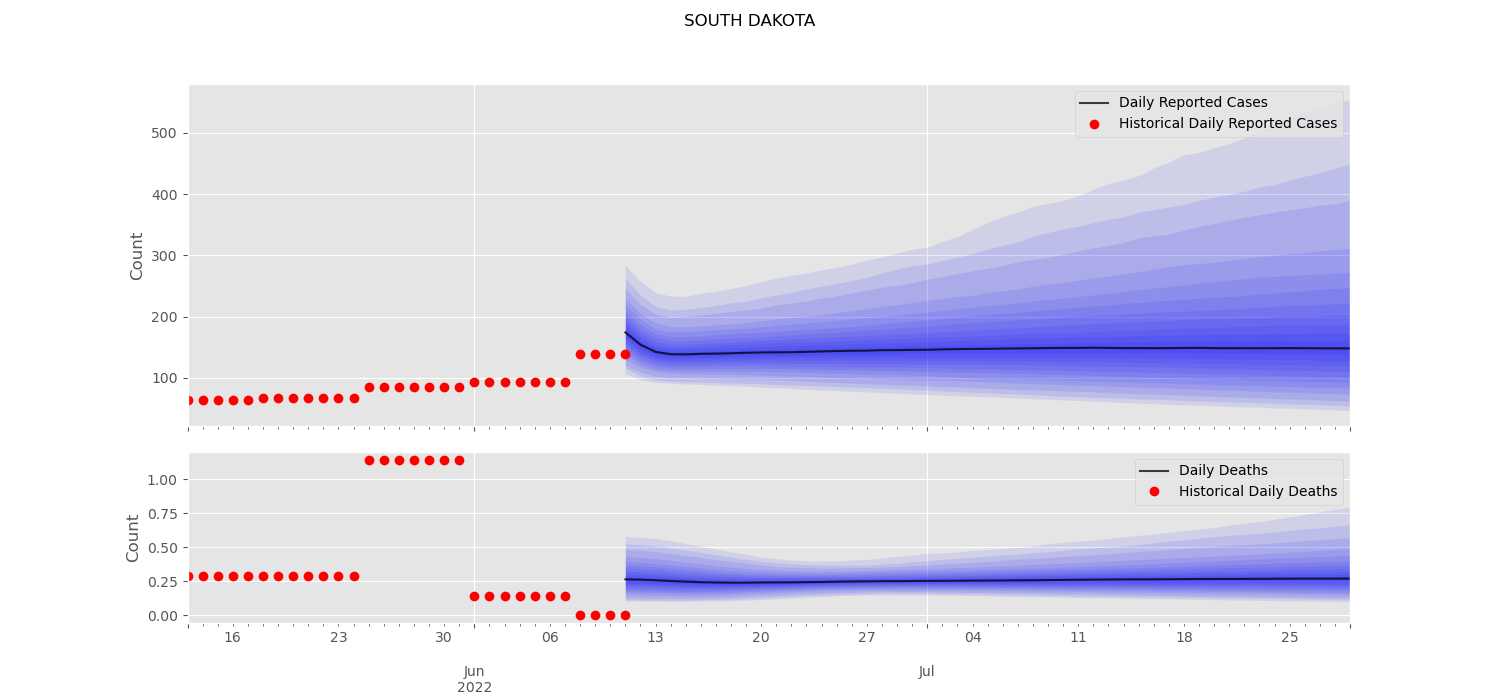 SOUTH DAKOTA
Daily Reported Cases
Historical Daily Reported Cases
500
400
300
200
100
Count
Daily Deaths
Historical Daily Deaths
1.00
0.75
0.50
0.25
0.00
Count
16 23 30 06 13 20 27 04 11 18 25
Jun Jul
2022